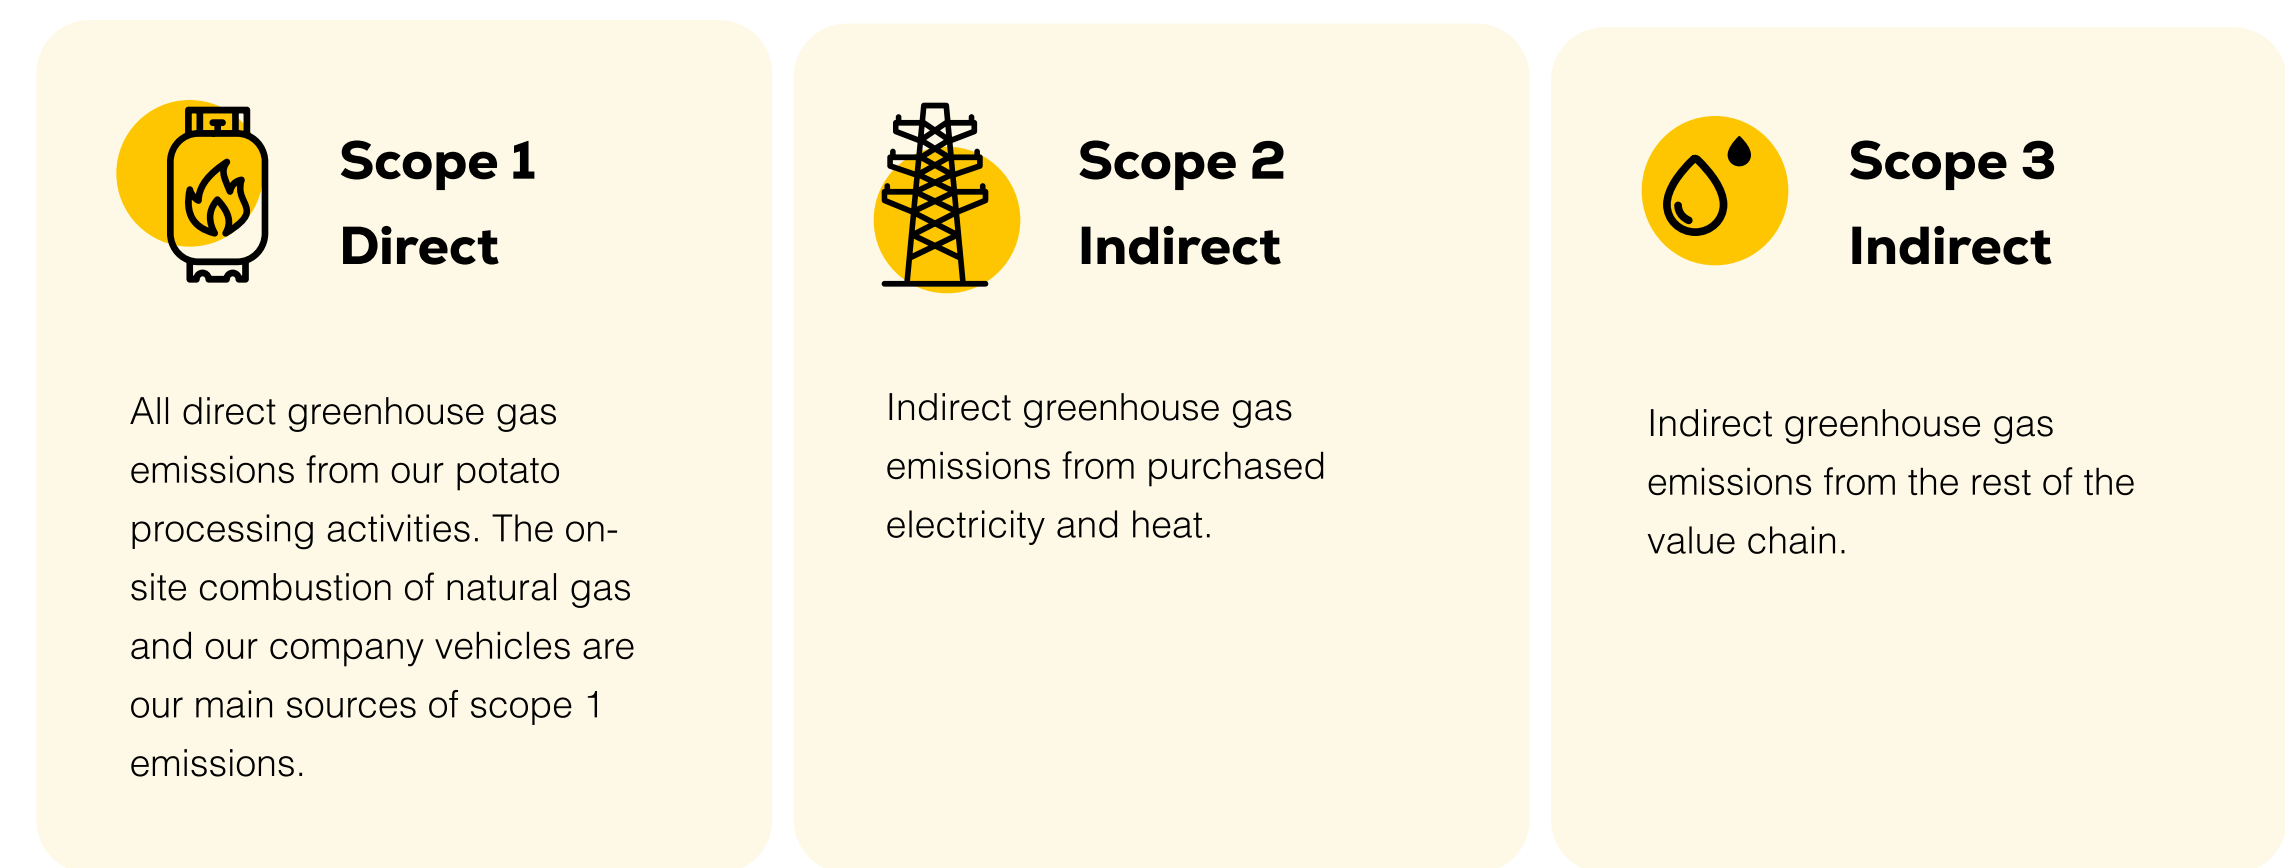 Scope 1
Direct
All direct greenhouse gas
emissions from our potato
processing activities. The on-
site combustion of natural gas
and our company vehicles are
our main sources of scope 1
emissions.
Scope 2
Indirect
Indirect greenhouse gas
emissions from purchased
electricity and heat.
Scope 3
Indirect
Indirect greenhouse gas
emissions from the rest of the
value chain.